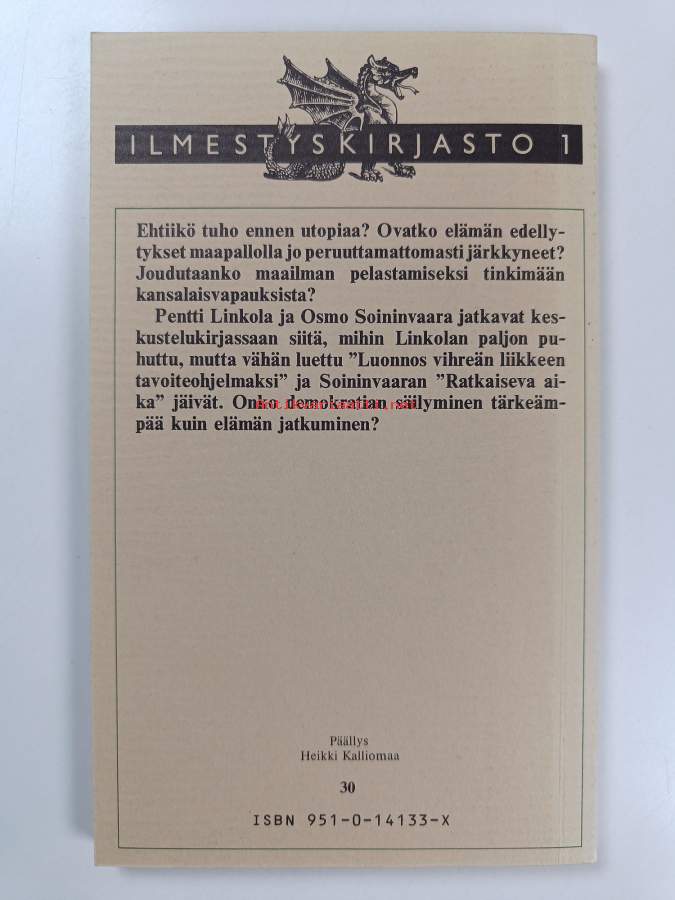 ILMESTYSKIRJASTO 1
Ehtiikö tuho ennen utopiaa? Ovatko elämän edelly-
tykset maapallolla jo peruuttamattomasti järkkyneet?
Joudutaanko maailman pelastamiseksi tinkimään
kansalaisvapauksista?
Pentti Linkola ja Osmo Soininvaara jatkavat kes-
kustelukirjassaan siitä, mihin Linkolan paljon pu-
huttu, mutta vähän luettu ”Luonnos vihreän liikkeen
tavoiteohjelmaksi” ja Soininvaaran ”Ratkaiseva ai-
ka” jäivät. Onko demokratian säilyminen tärkeäm-
pää kuin elämän jatkuminen?
Päällys
Heikki Kalliomaa
30
ISBN 951-0-14133-X